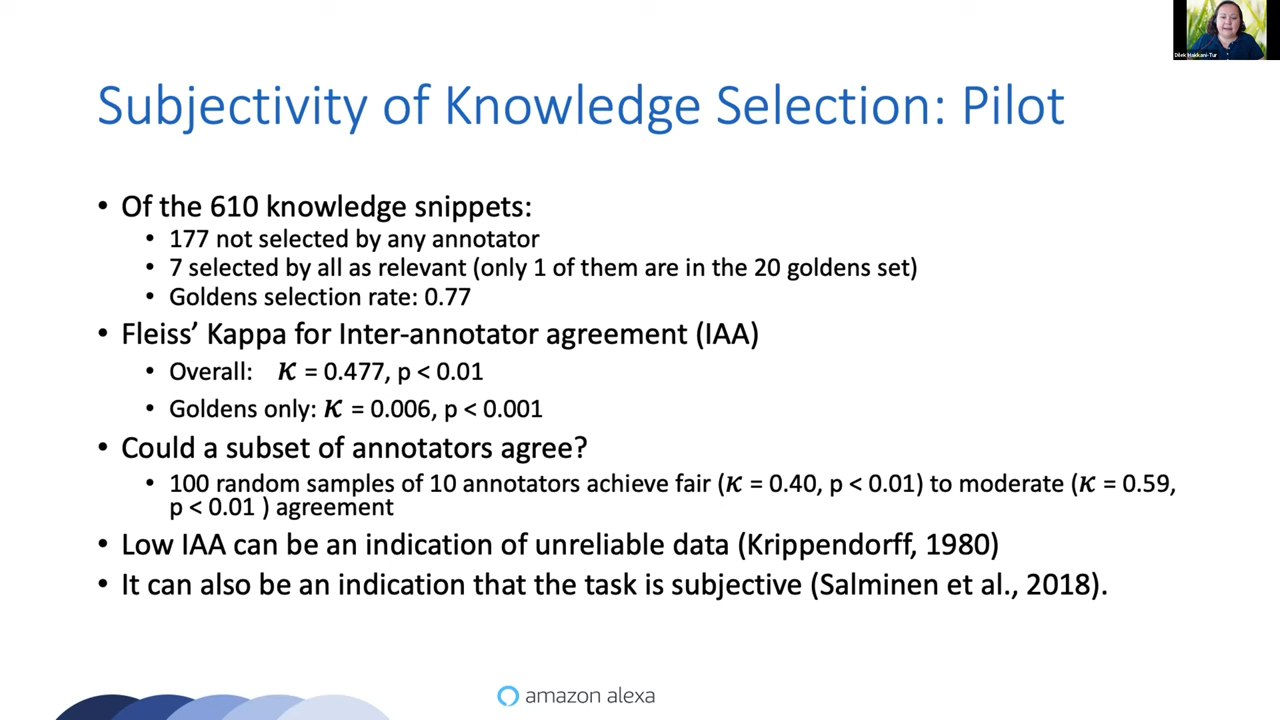 Dilek Hakkani-Tur
Subjectivity of Knowledge Selection: Pilot
• Of the 610 knowledge snippets:
• 177 not selected by any annotator
• 7 selected by all as relevant (only 1 of them are in the 20 goldens set)
• Goldens selection rate: 0.77
• Fleiss’ Kappa for Inter-annotator agreement (IAA)
• Overall: K = 0.477, p < 0.01
• Goldens only: K = 0.006, p < 0.001
• Could a subset of annotators agree?
• 100 random samples of 10 annotators achieve fair (K = 0.40, p < 0.01) to moderate (K = 0.59,
p < 0.01 ) agreement
• Low IAA can be an indication of unreliable data (Krippendorff, 1980)
• It can also be an indication that the task is subjective (Salminen et al., 2018).
amazon alexa